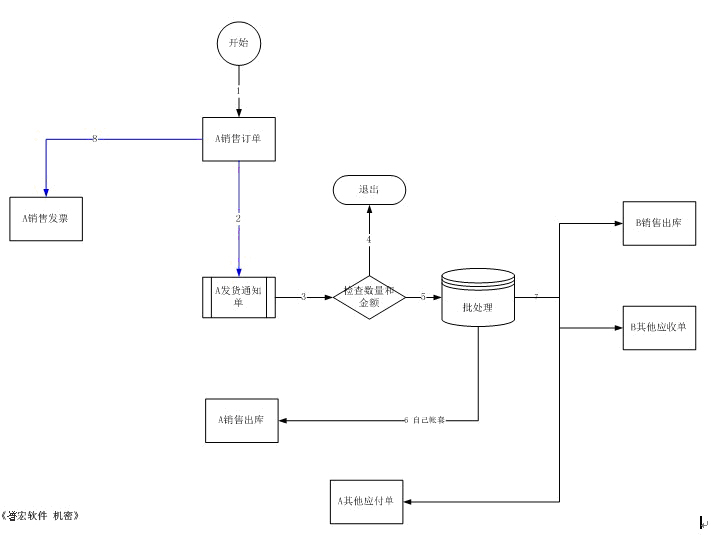 开始
1
A销售订单
8
退出
A销售发票
B销售出库
2
4
A发货通知
单
检查数量和
金额
3
5
7
批处理
B其他应收单
A销售出库
6 自己帐套
A其他应付单
宏软件 机密》